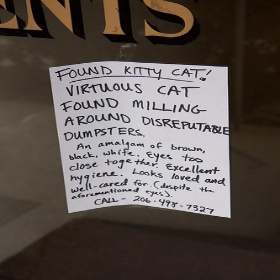 ENTS
FOUND KITTY CAT!
VIRTUOUS CAT
FOUND MILLING
AROUND DISREPUTABLE
DUMPSTERS.
An amalgam of brown,
black, white. Eyes too
close together. Excellent
hygiene. Looks loved and
well-cared for (despite the
aforementioned eyes).
CALL - 206-498-7327